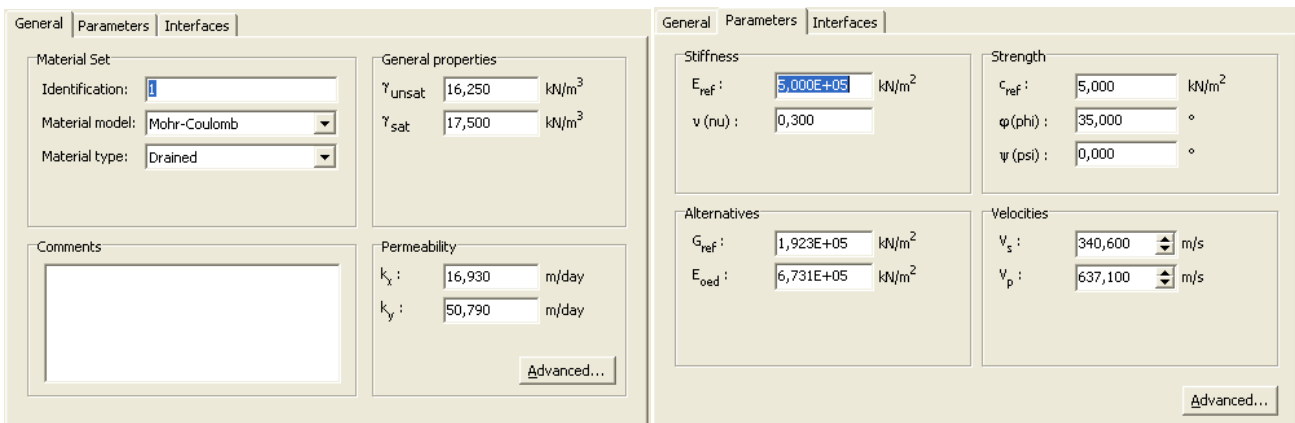 General Parameters Interfaces
Material Set
Identification: 1
Material model: Mohr-Coulomb
Material type: Drained
General properties
γunsat 16,250 kN/m3
γsat 17,500 kN/m3
Comments
Permeability
kx : 16,930 m/day
ky : 50,790 m/day
Advanced...
General Parameters Interfaces
Stiffness
Eref : 5,000E+05 kN/m2
ν (nu) : 0,300
Strength
cref : 5,000 kN/m2
φ(phi) : 35,000 °
ψ (psi) : 0,000 °
Alternatives
Gref : 1,923E+05 kN/m2
Eoed : 6,731E+05 kN/m2
Velocities
Vs : 340,600 m/s
Vp : 637,100 m/s
Advanced...